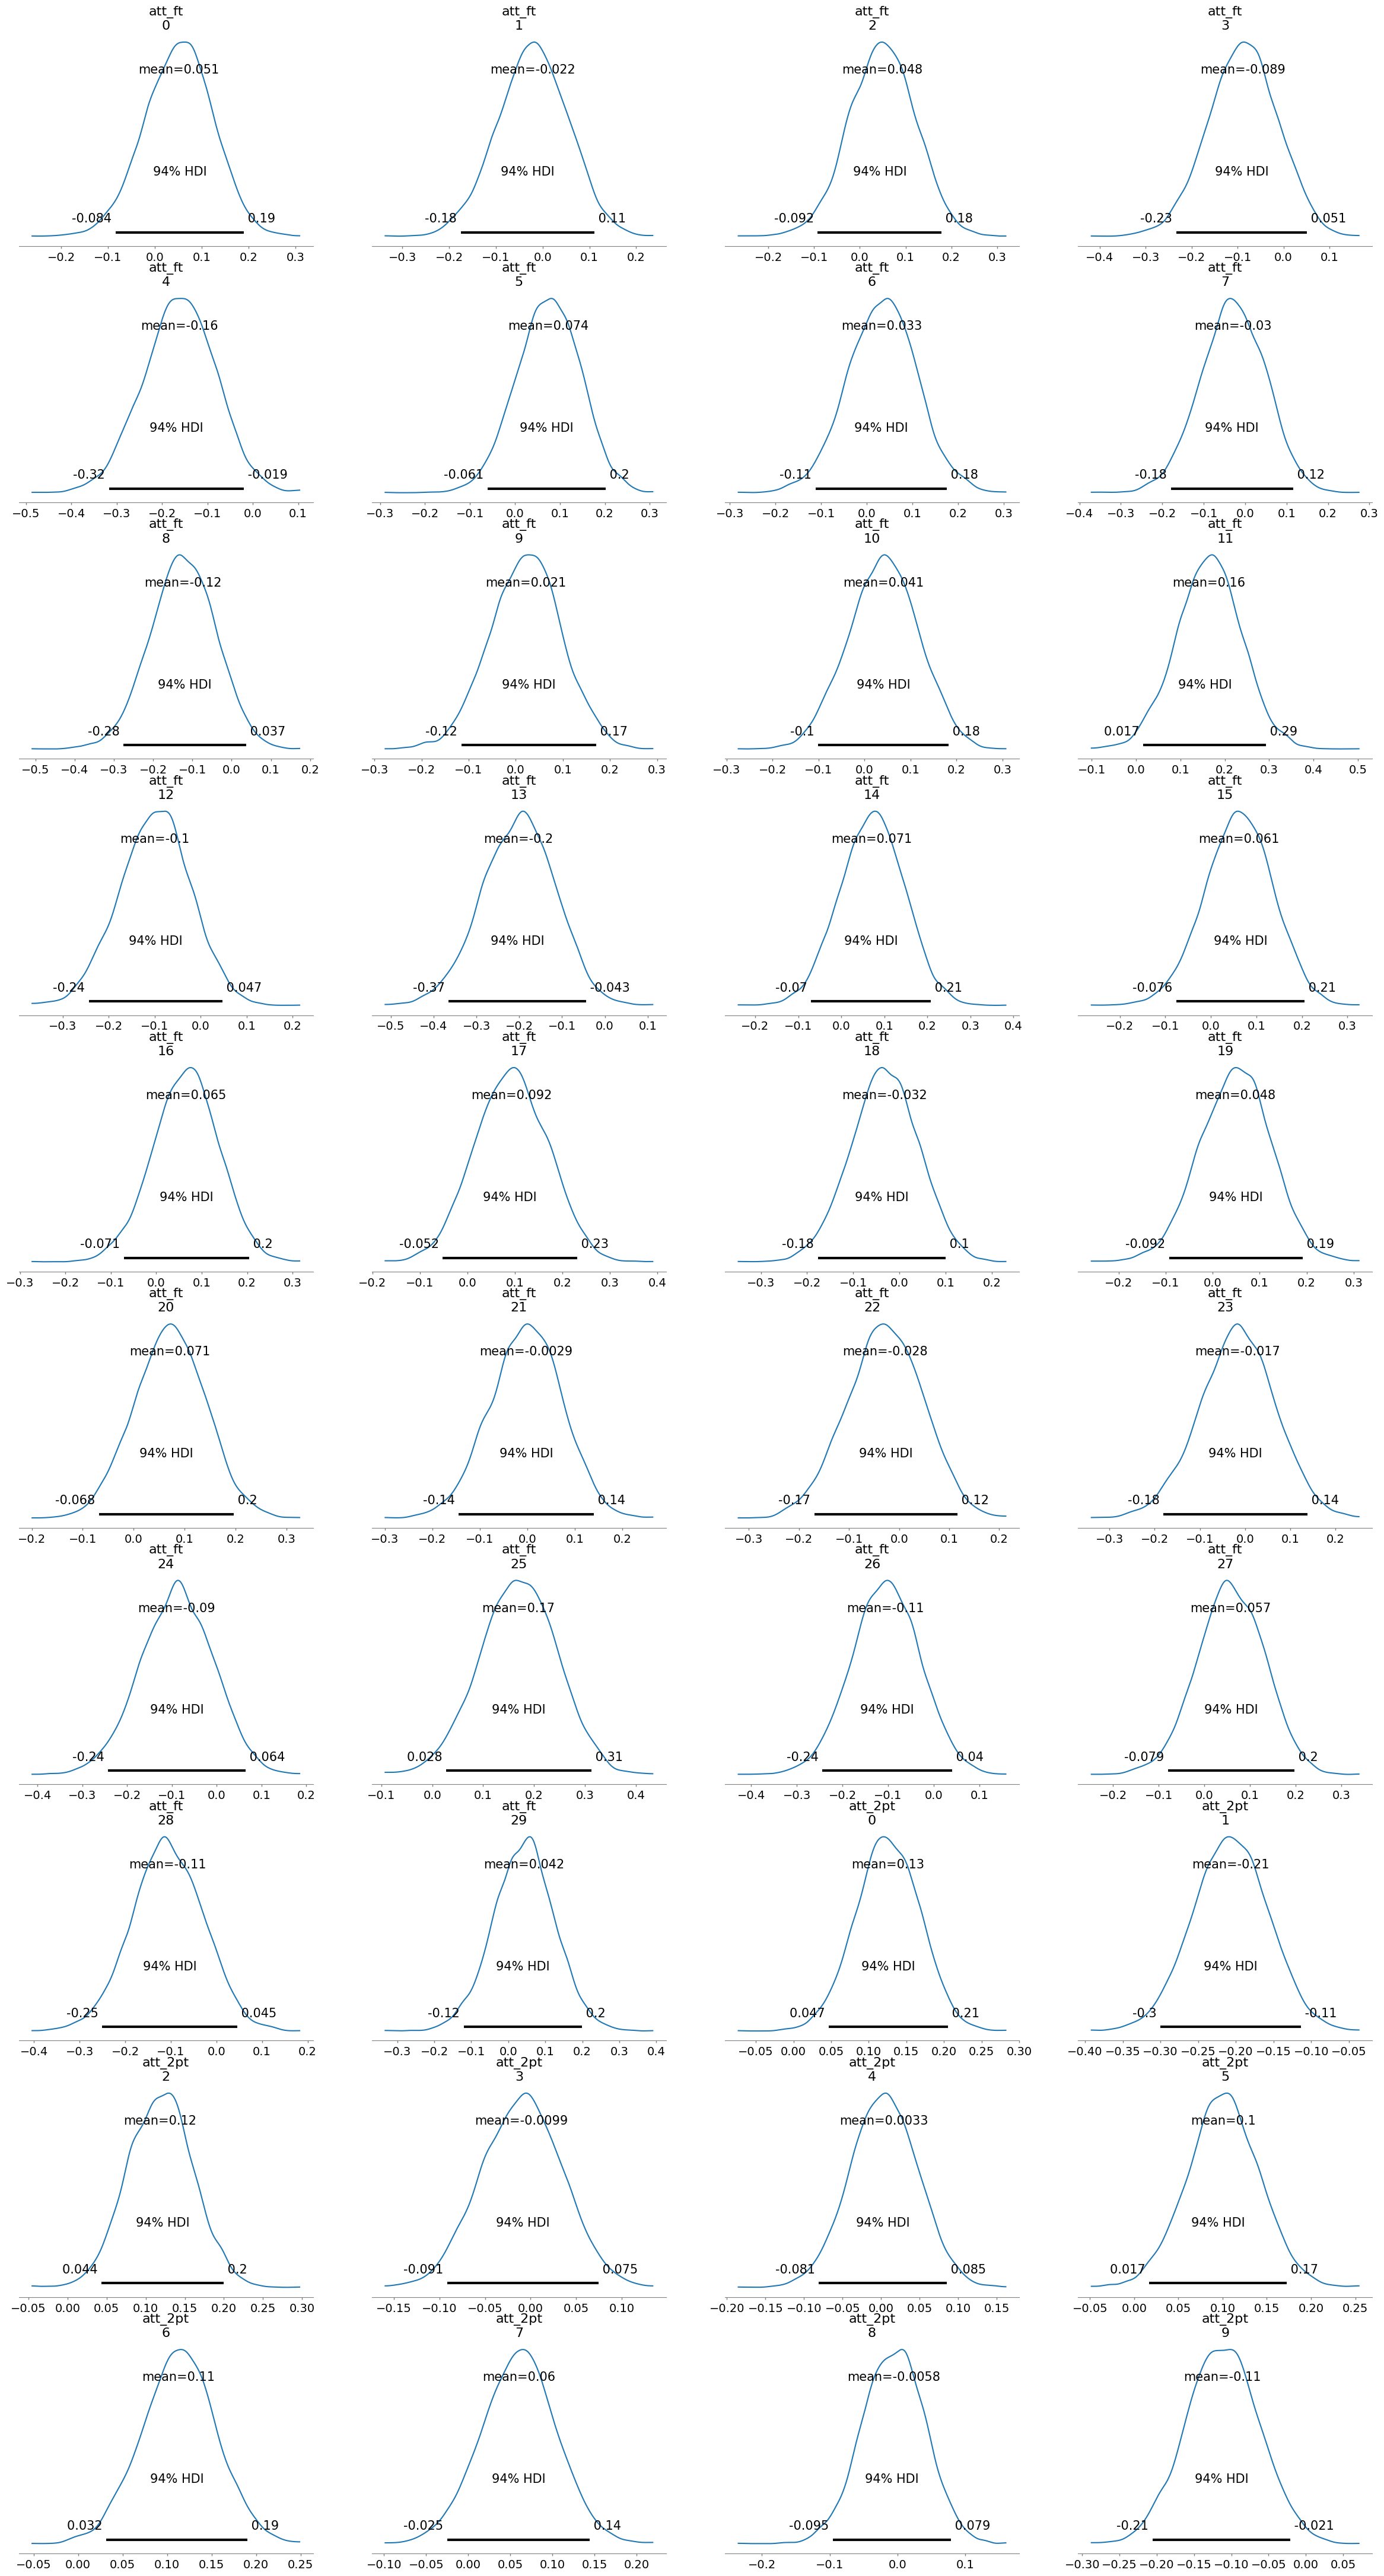 att_ft
0
mean=0.051
94% HDI
-0.084 0.19
−0.2 −0.1 0.0 0.1 0.2 0.3
att_ft
1
mean=-0.022
94% HDI
-0.18 0.11
−0.3 −0.2 −0.1 0.0 0.1 0.2
att_ft
2
mean=0.048
94% HDI
-0.092 0.18
−0.2 −0.1 0.0 0.1 0.2 0.3
att_ft
3
mean=-0.089
94% HDI
-0.23 0.051
−0.4 −0.3 −0.2 −0.1 0.0 0.1
att_ft
4
mean=-0.16
94% HDI
-0.32 -0.019
−0.5 −0.4 −0.3 −0.2 −0.1 0.0 0.1
att_ft
5
mean=0.074
94% HDI
-0.061 0.2
−0.3 −0.2 −0.1 0.0 0.1 0.2 0.3
att_ft
6
mean=0.033
94% HDI
-0.11 0.18
−0.3 −0.2 −0.1 0.0 0.1 0.2 0.3
att_ft
7
mean=-0.03
94% HDI
-0.18 0.12
−0.4 −0.3 −0.2 −0.1 0.0 0.1 0.2 0.3
att_ft
8
mean=-0.12
94% HDI
-0.28 0.037
−0.5 −0.4 −0.3 −0.2 −0.1 0.0 0.1 0.2
att_ft
9
mean=0.021
94% HDI
-0.12 0.17
−0.3 −0.2 −0.1 0.0 0.1 0.2 0.3
att_ft
10
mean=0.041
94% HDI
-0.1 0.18
−0.3 −0.2 −0.1 0.0 0.1 0.2 0.3
att_ft
11
mean=0.16
94% HDI
0.017 0.29
−0.1 0.0 0.1 0.2 0.3 0.4 0.5
att_ft
12
mean=-0.1
94% HDI
-0.24 0.047
−0.3 −0.2 −0.1 0.0 0.1 0.2
att_ft
13
mean=-0.2
94% HDI
-0.37 -0.043
−0.5 −0.4 −0.3 −0.2 −0.1 0.0 0.1
att_ft
14
mean=0.071
94% HDI
-0.07 0.21
−0.2 −0.1 0.0 0.1 0.2 0.3 0.4
att_ft
15
mean=0.061
94% HDI
-0.076 0.21
−0.2 −0.1 0.0 0.1 0.2 0.3
att_ft
16
mean=0.065
94% HDI
-0.071 0.2
−0.3 −0.2 −0.1 0.0 0.1 0.2 0.3
att_ft
17
mean=0.092
94% HDI
-0.052 0.23
−0.2 −0.1 0.0 0.1 0.2 0.3 0.4
att_ft
18
mean=-0.032
94% HDI
-0.18 0.1
−0.3 −0.2 −0.1 0.0 0.1 0.2
att_ft
19
mean=0.048
94% HDI
-0.092 0.19
−0.2 −0.1 0.0 0.1 0.2 0.3
att_ft
20
mean=0.071
94% HDI
-0.068 0.2
−0.2 −0.1 0.0 0.1 0.2 0.3
att_ft
21
mean=-0.0029
94% HDI
-0.14 0.14
−0.3 −0.2 −0.1 0.0 0.1 0.2
att_ft
22
mean=-0.028
94% HDI
-0.17 0.12
−0.3 −0.2 −0.1 0.0 0.1 0.2
att_ft
23
mean=-0.017
94% HDI
-0.18 0.14
−0.3 −0.2 −0.1 0.0 0.1 0.2
att_ft
24
mean=-0.09
94% HDI
-0.24 0.064
−0.4 −0.3 −0.2 −0.1 0.0 0.1 0.2
att_ft
25
mean=0.17
94% HDI
0.028 0.31
−0.1 0.0 0.1 0.2 0.3 0.4
att_ft
26
mean=-0.11
94% HDI
-0.24 0.04
−0.4 −0.3 −0.2 −0.1 0.0 0.1
att_ft
27
mean=0.057
94% HDI
-0.079 0.2
−0.2 −0.1 0.0 0.1 0.2 0.3
att_ft
28
mean=-0.11
94% HDI
-0.25 0.045
−0.4 −0.3 −0.2 −0.1 0.0 0.1 0.2
att_ft
29
mean=0.042
94% HDI
-0.12 0.2
−0.3 −0.2 −0.1 0.0 0.1 0.2 0.3 0.4
att_2pt
0
mean=0.13
94% HDI
0.047 0.21
−0.05 0.00 0.05 0.10 0.15 0.20 0.25 0.30
att_2pt
1
mean=-0.21
94% HDI
-0.3 -0.11
−0.40 −0.35 −0.30 −0.25 −0.20 −0.15 −0.10 −0.05
att_2pt
2
mean=0.12
94% HDI
0.044 0.2
−0.05 0.00 0.05 0.10 0.15 0.20 0.25 0.30
att_2pt
3
mean=-0.0099
94% HDI
-0.091 0.075
−0.15 −0.10 −0.05 0.00 0.05 0.10
att_2pt
4
mean=0.0033
94% HDI
-0.081 0.085
−0.20 −0.15 −0.10 −0.05 0.00 0.05 0.10 0.15
att_2pt
5
mean=0.1
94% HDI
0.017 0.17
−0.05 0.00 0.05 0.10 0.15 0.20 0.25
att_2pt
6
mean=0.11
94% HDI
0.032 0.19
−0.05 0.00 0.05 0.10 0.15 0.20 0.25
att_2pt
7
mean=0.06
94% HDI
-0.025 0.14
−0.10 −0.05 0.00 0.05 0.10 0.15 0.20
att_2pt
8
mean=-0.0058
94% HDI
-0.095 0.079
−0.2 −0.1 0.0 0.1
att_2pt
9
mean=-0.11
94% HDI
-0.21 -0.021
−0.30 −0.25 −0.20 −0.15 −0.10 −0.05 0.00 0.05